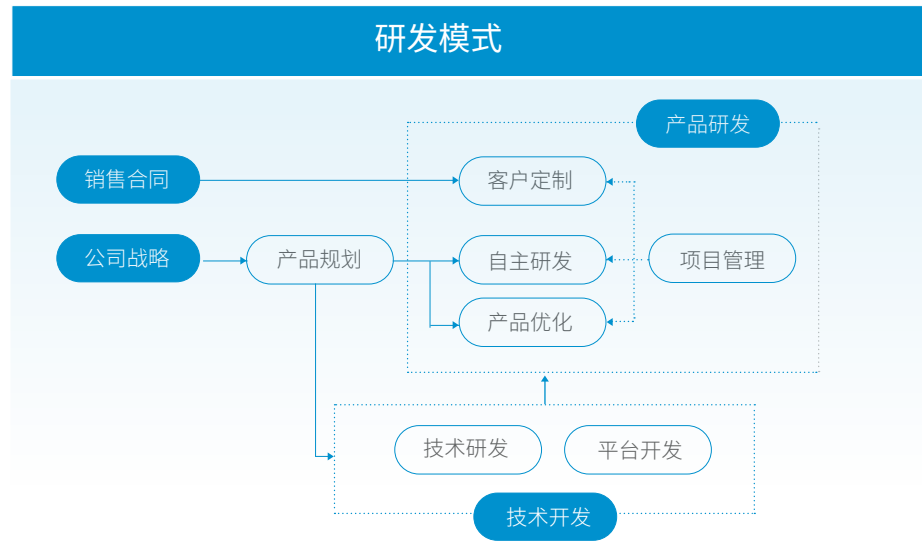 研发模式
产品研发
销售合同
客户定制
公司战略
产品规划
自主研发
项目管理
产品优化
技术研发
平台开发
技术开发